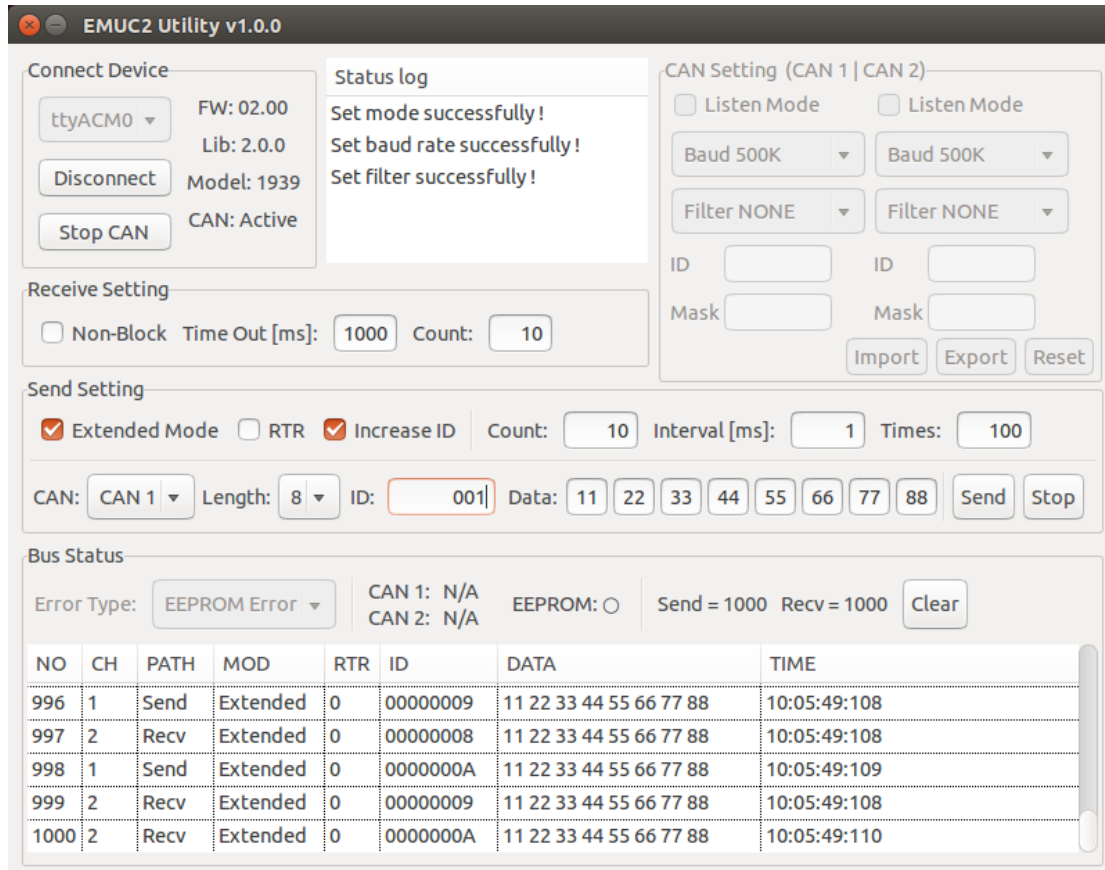 EMUC2 Utility v1.0.0
Connect Device
ttyACM0
FW: 02.00
Lib: 2.0.0
Disconnect
Model: 1939
CAN: Active
Stop CAN
Status log
Set mode successfully !
Set baud rate successfully !
Set filter successfully !
CAN Setting (CAN 1 | CAN 2)
Listen Mode Listen Mode
Baud 500K Baud 500K
Filter NONE Filter NONE
ID ID
Mask Mask
Import Export Reset
Receive Setting
Non-Block Time Out [ms]: 1000 Count: 10
Send Setting
Extended Mode RTR Increase ID Count: 10 Interval [ms]: 1 Times: 100
CAN: CAN 1 Length: 8 ID: 001 Data: 11 22 33 44 55 66 77 88 Send Stop
Bus Status
Error Type: EEPROM Error
CAN 1: N/A
CAN 2: N/A
EEPROM:
Send = 1000 Recv = 1000 Clear
NO CH PATH MOD RTR ID DATA TIME
996 1 Send Extended 0 00000009 11 22 33 44 55 66 77 88 10:05:49:108
997 2 Recv Extended 0 00000008 11 22 33 44 55 66 77 88 10:05:49:108
998 1 Send Extended 0 0000000A 11 22 33 44 55 66 77 88 10:05:49:109
999 2 Recv Extended 0 00000009 11 22 33 44 55 66 77 88 10:05:49:108
1000 2 Recv Extended 0 0000000A 11 22 33 44 55 66 77 88 10:05:49:110